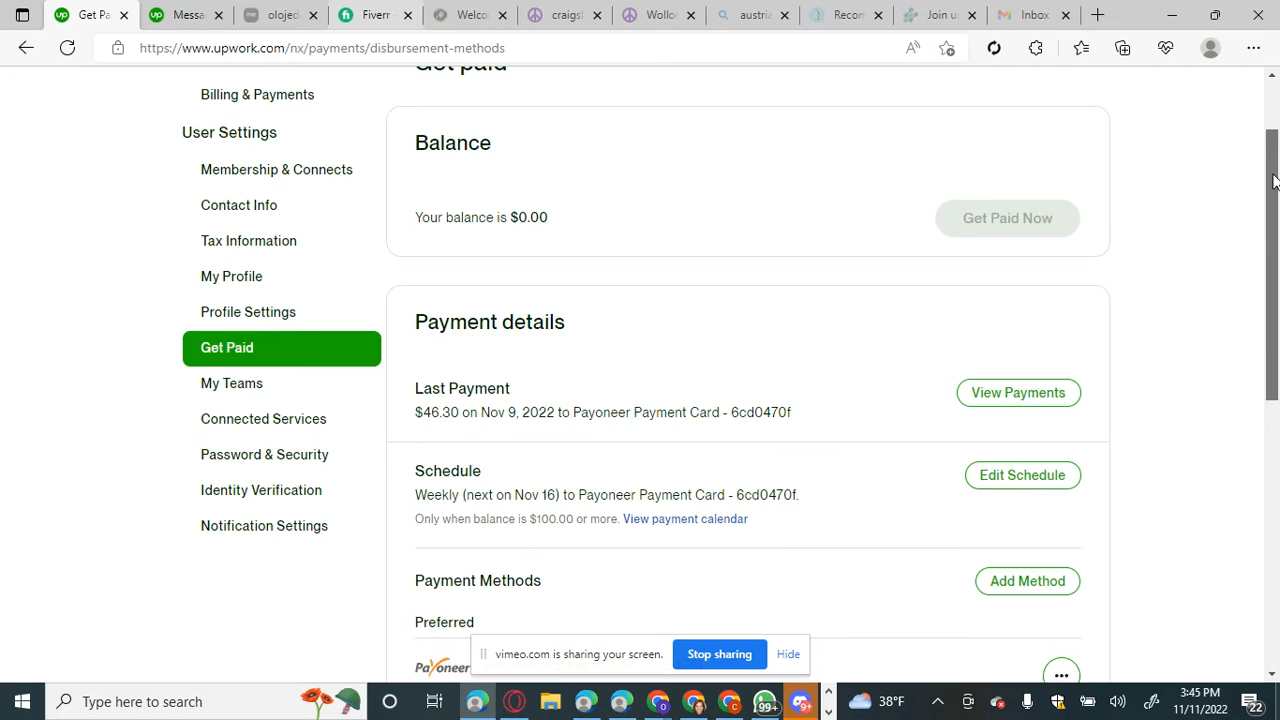 Get Pa
Messa
olojed
Fiverr
Welco
craigsl
Wollor
austra
Recor
Join us
Inbox
https://www.upwork.com/nx/payments/disbursement-methods
Get paid
Billing & Payments
User Settings
Membership & Connects
Contact Info
Tax Information
My Profile
Profile Settings
Get Paid
My Teams
Connected Services
Password & Security
Identity Verification
Notification Settings
Balance
Your balance is $0.00
Get Paid Now
Payment details
Last Payment
$46.30 on Nov 9, 2022 to Payoneer Payment Card - 6cd0470f
View Payments
Schedule
Weekly (next on Nov 16) to Payoneer Payment Card - 6cd0470f.
Only when balance is $100.00 or more. View payment calendar
Edit Schedule
Payment Methods
Add Method
Preferred
Payoneer
vimeo.com is sharing your screen.
Stop sharing
Hide
Type here to search
99+
9+
38°F
3:45 PM
11/11/2022
22